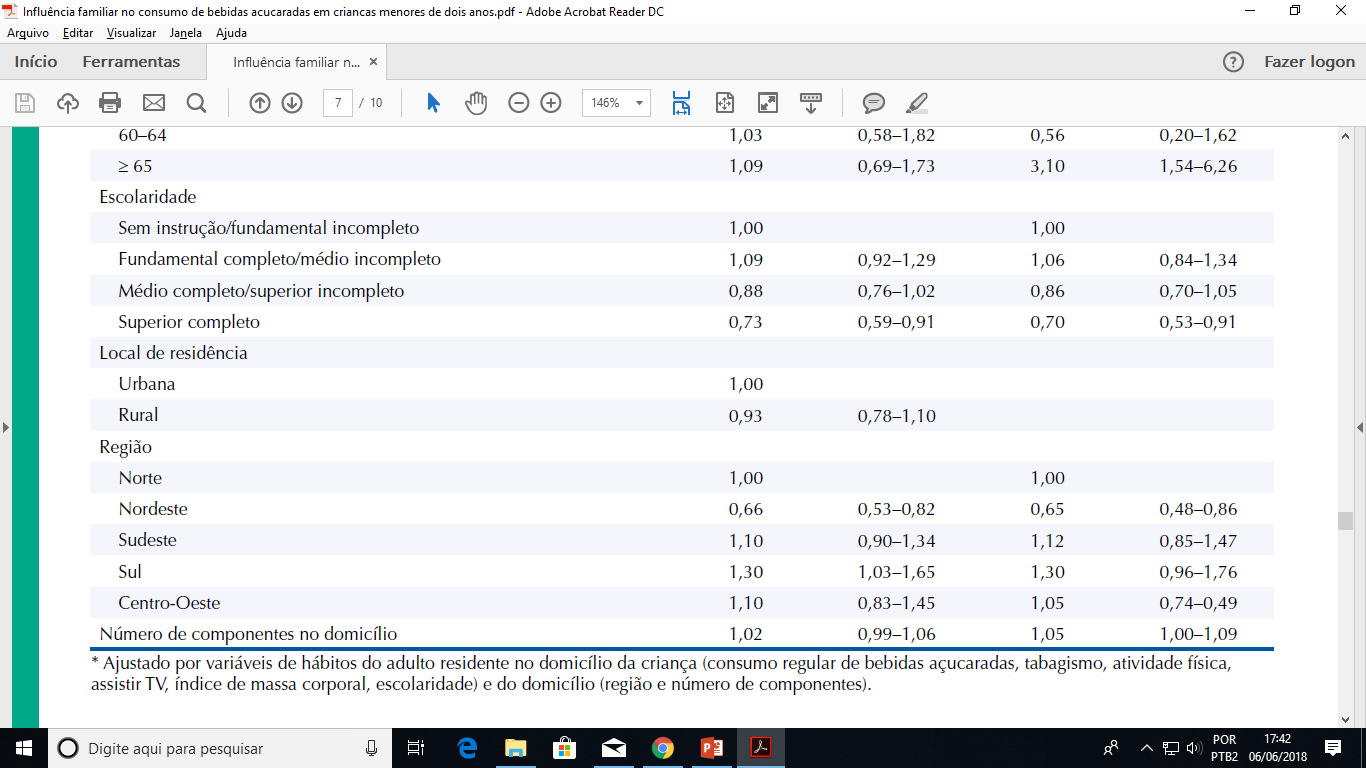 Influência familiar no consumo de bebidas acucaradas em criancas menores de dois anos.pdf - Adobe Acrobat Reader DC
Arquivo Editar Visualizar Janela Ajuda
Início Ferramentas Influência familiar n... × ? Fazer logon
7 / 10 146%
60–64 1,03 0,58–1,82 0,56 0,20–1,62
≥ 65 1,09 0,69–1,73 3,10 1,54–6,26
Escolaridade
Sem instrução/fundamental incompleto 1,00 1,00
Fundamental completo/médio incompleto 1,09 0,92–1,29 1,06 0,84–1,34
Médio completo/superior incompleto 0,88 0,76–1,02 0,86 0,70–1,05
Superior completo 0,73 0,59–0,91 0,70 0,53–0,91
Local de residência
Urbana 1,00
Rural 0,93 0,78–1,10
Região
Norte 1,00 1,00
Nordeste 0,66 0,53–0,82 0,65 0,48–0,86
Sudeste 1,10 0,90–1,34 1,12 0,85–1,47
Sul 1,30 1,03–1,65 1,30 0,96–1,76
Centro-Oeste 1,10 0,83–1,45 1,05 0,74–0,49
Número de componentes no domicílio 1,02 0,99–1,06 1,05 1,00–1,09
* Ajustado por variáveis de hábitos do adulto residente no domicílio da criança (consumo regular de bebidas açucaradas, tabagismo, atividade física,
assistir TV, índice de massa corporal, escolaridade) e do domicílio (região e número de componentes).
Digite aqui para pesquisar
POR
PTB2
17:42
06/06/2018